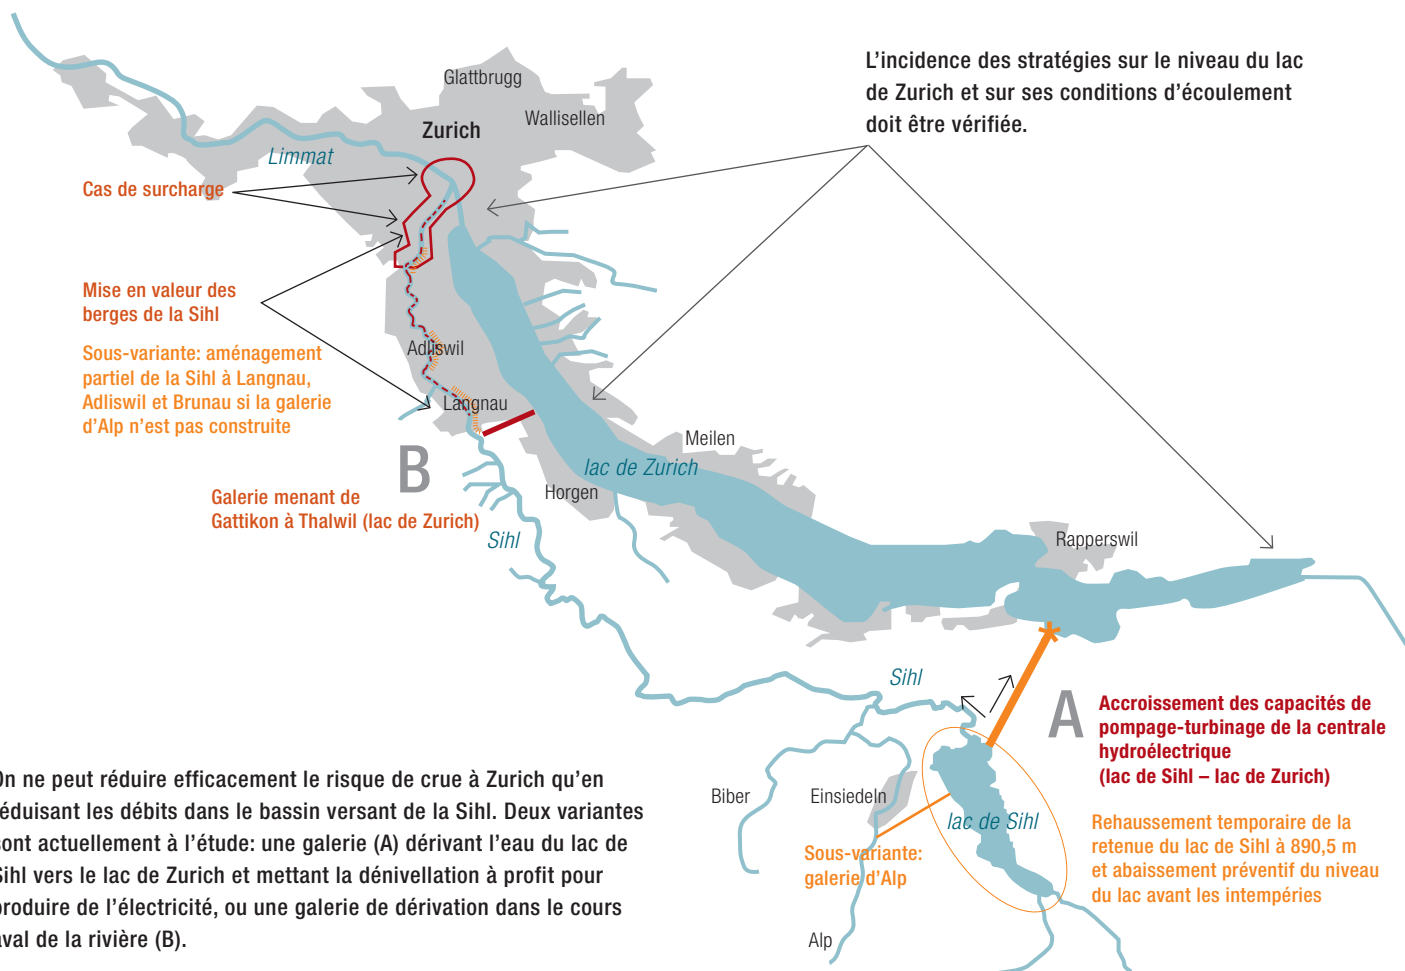 L’incidence des stratégies sur le niveau du lac
de Zurich et sur ses conditions d’écoulement
doit être vérifiée.
Glattbrugg
Wallisellen
Zurich
Limmat
Cas de surcharge
Mise en valeur des
berges de la Sihl
Sous-variante: aménagement
partiel de la Sihl à Langnau,
Adliswil et Brunau si la galerie
d’Alp n’est pas construite
Adliswil
Langnau
B
Galerie menant de
Gattikon à Thalwil (lac de Zurich)
Meilen
lac de Zurich
Horgen
Sihl
Rapperswil
Sihl
A
Accroissement des capacités de
pompage-turbinage de la centrale
hydroélectrique
(lac de Sihl – lac de Zurich)
Rehaussement temporaire de la
retenue du lac de Sihl à 890,5 m
et abaissement préventif du niveau
du lac avant les intempéries
Biber
Einsiedeln
lac de Sihl
Sous-variante:
galerie d’Alp
Alp
On ne peut réduire efficacement le risque de crue à Zurich qu’en
réduisant les débits dans le bassin versant de la Sihl. Deux variantes
sont actuellement à l’étude: une galerie (A) dérivant l’eau du lac de
Sihl vers le lac de Zurich et mettant la dénivellation à profit pour
produire de l’électricité, ou une galerie de dérivation dans le cours
aval de la rivière (B).